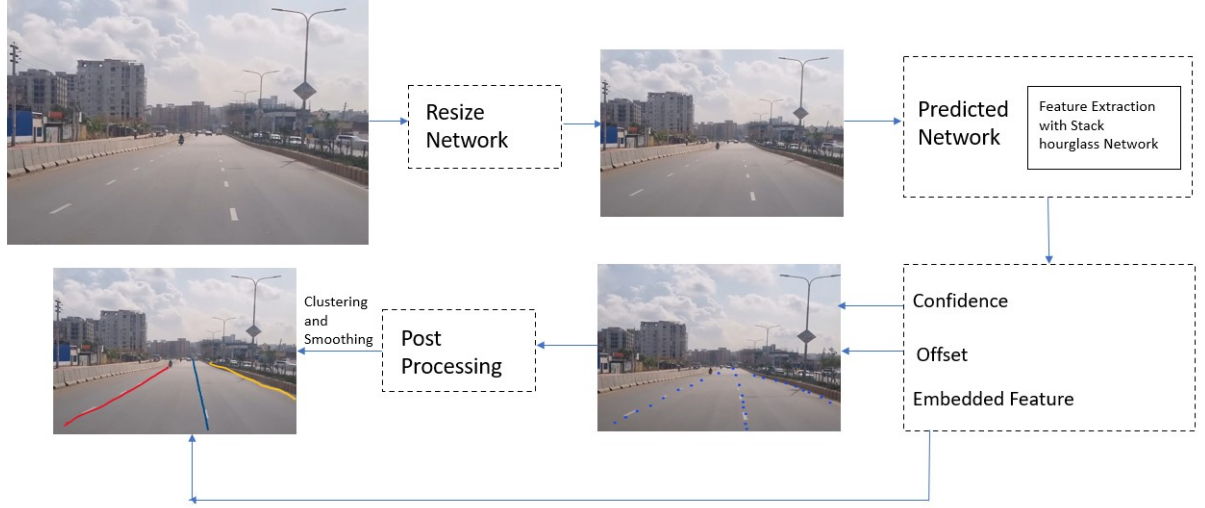 Resize
Network
Predicted
Network
Feature Extraction
with Stack
hourglass Network
Confidence
Offset
Embedded Feature
Post
Processing
Clustering
and
Smoothing